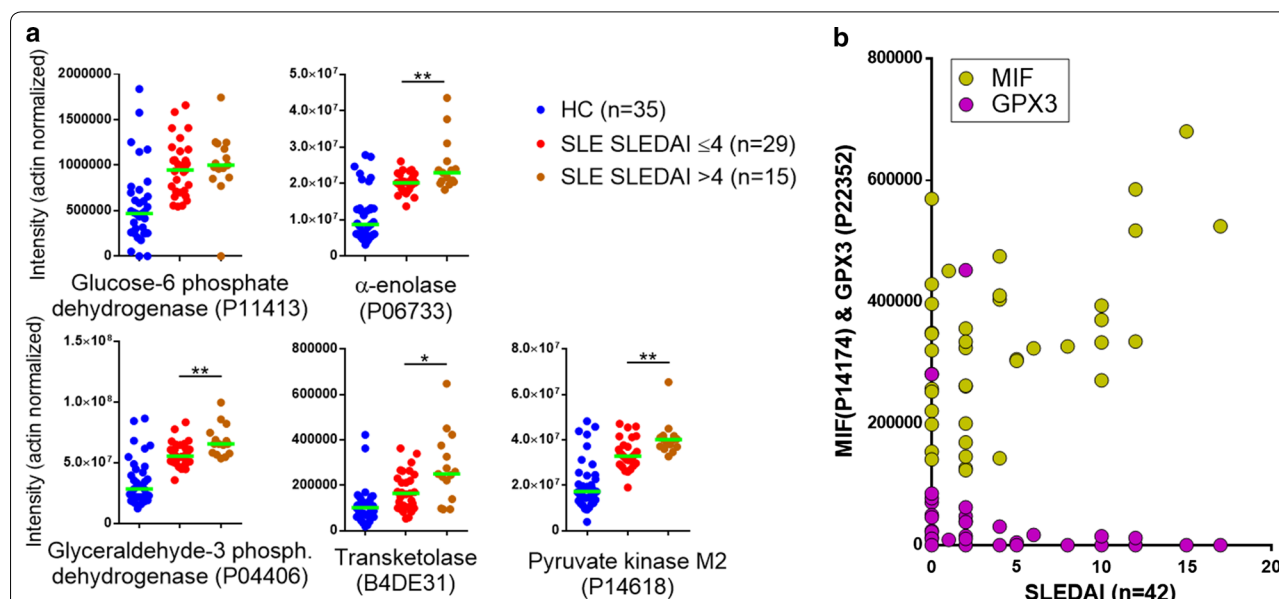 a
Intensity (actin normalized)
2000000
1500000
1000000
500000
0
Glucose-6 phosphate
dehydrogenase (P11413)
5.0×10⁷
4.0×10⁷
3.0×10⁷
2.0×10⁷
1.0×10⁷
0
**
α-enolase
(P06733)
HC (n=35)
SLE SLEDAI ≤4 (n=29)
SLE SLEDAI >4 (n=15)
Intensity (actin normalized)
1.5×10⁸
1.0×10⁸
5.0×10⁷
0
**
Glyceraldehyde-3 phosph.
dehydrogenase (P04406)
800000
600000
400000
200000
0
*
Transketolase
(B4DE31)
8.0×10⁷
6.0×10⁷
4.0×10⁷
2.0×10⁷
0
**
Pyruvate kinase M2
(P14618)
b
MIF(P14174) & GPX3 (P22352)
800000
600000
400000
200000
0
MIF
GPX3
0 5 10 15 20
SLEDAI (n=42)